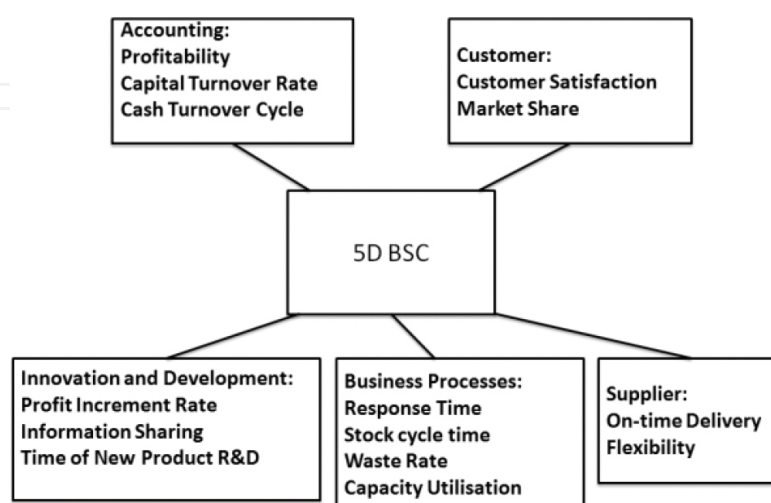 Accounting:
Profitability
Capital Turnover Rate
Cash Turnover Cycle
Customer:
Customer Satisfaction
Market Share
5D BSC
Innovation and Development:
Profit Increment Rate
Information Sharing
Time of New Product R&D
Business Processes:
Response Time
Stock cycle time
Waste Rate
Capacity Utilisation
Supplier:
On-time Delivery
Flexibility